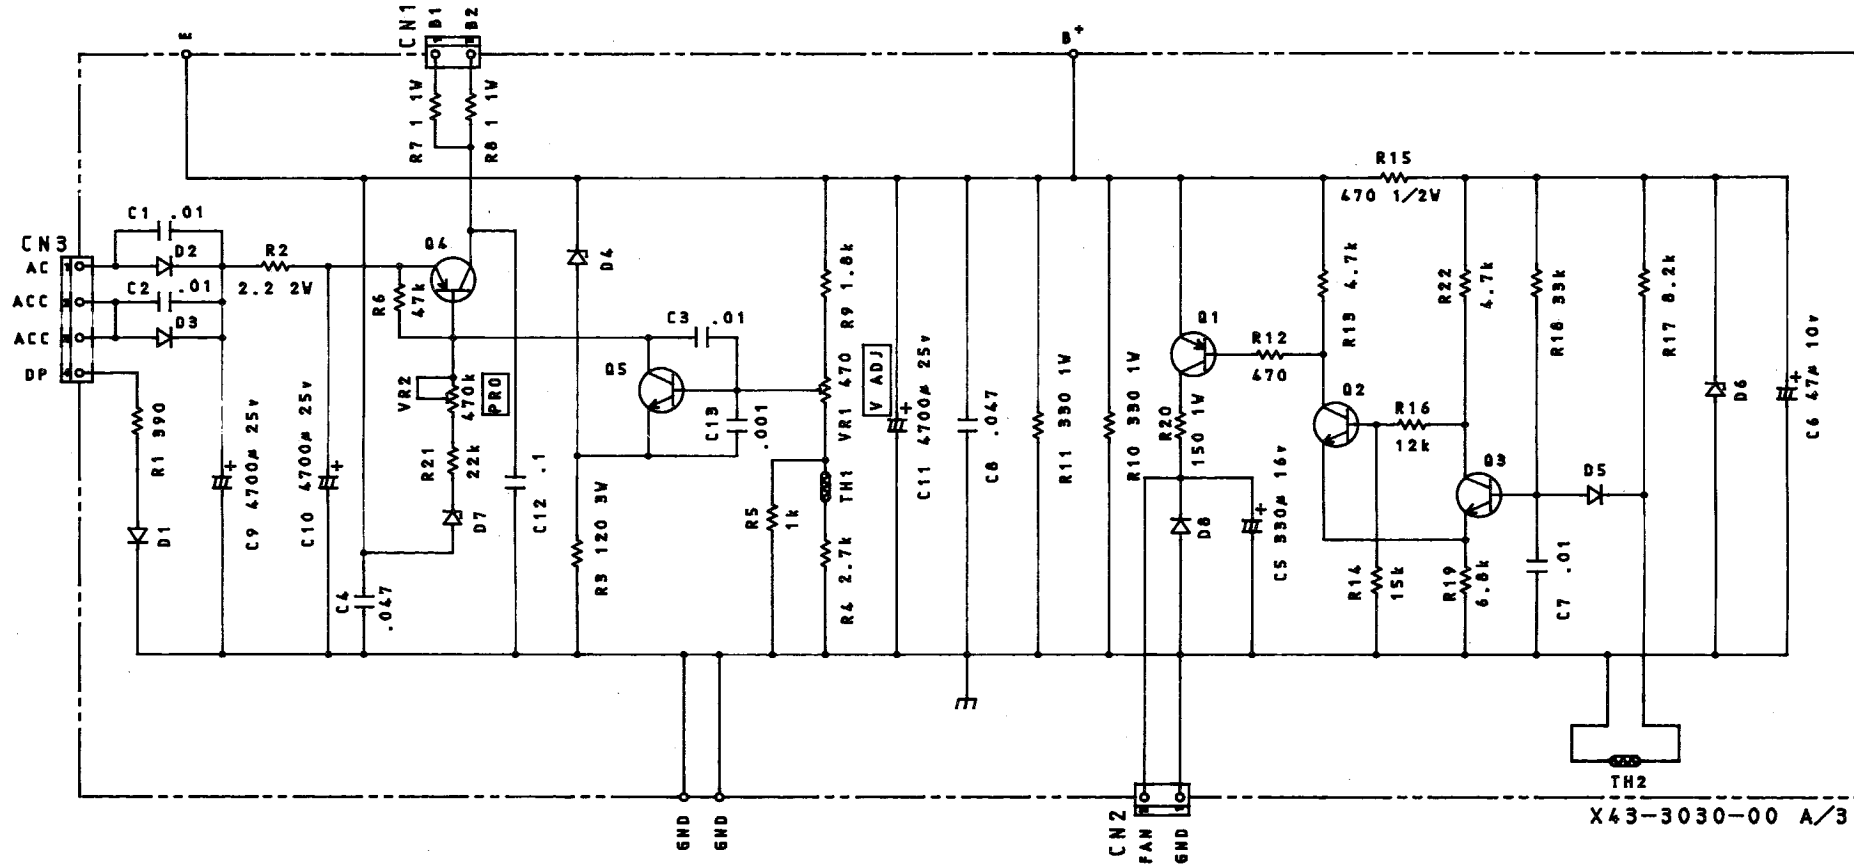 E
CN1
B1
B2
B+
R7 1 1W
R8 1 1W
R15
470 1/2W
C1 .01
CN3
AC
ACC
ACC
DP
1
2
3
4
D2
R2
2.2 2W
C2 .01
D3
Q4
R6
47k
D4
C3 .01
Q5
VR2
470k
PRO
R21
22k
D7
C12 .1
R1 390
D1
C9 4700µ 25v
C10 4700µ 25v
C4
.047
R3 120 3W
C13
.001
R5
1k
R4 2.7k TH1 VR1 470 R9 1.8k
V ADJ
C11 4700µ 25v
C8 .047
R11 330 1W
R10 330 1W
Q1
R12
470
R20
150 1W
D8
C5 330µ 16v
R13 4.7k
Q2
R16
12k
R22
4.7k
R18 33k
R17 8.2k
Q3
D5
R14
15k
R19
6.8k
C7 .01
D6
C6 47µ 10v
TH2
GND
GND
CN2
FAN
GND
X43-3030-00 A/3